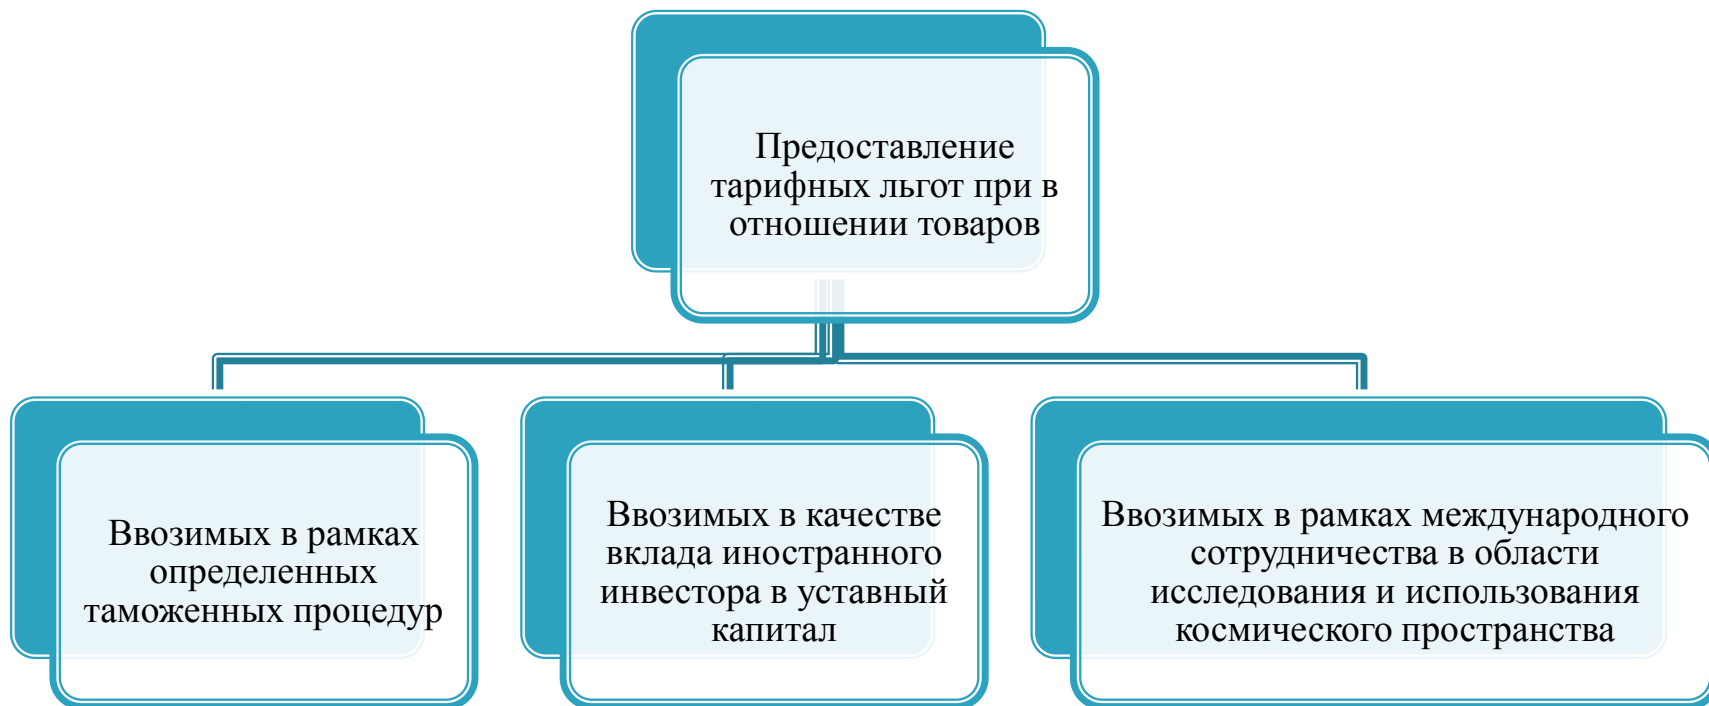 Предоставление
тарифных льгот при в
отношении товаров
Ввозимых в рамках
определенных
таможенных процедур
Ввозимых в качестве
вклада иностранного
инвестора в уставный
капитал
Ввозимых в рамках международного
сотрудничества в области
исследования и использования
космического пространства